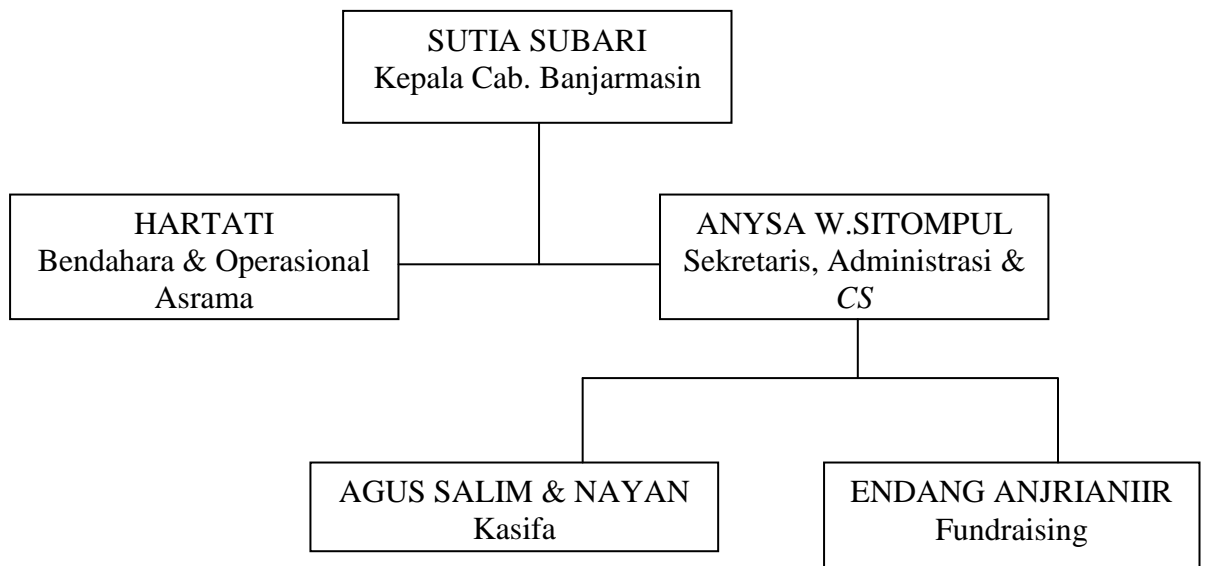 SUTIA SUBARI
Kepala Cab. Banjarmasin
HARTATI
Bendahara & Operasional
Asrama
ANYSA W.SITOMPUL
Sekretaris, Administrasi &
CS
AGUS SALIM & NAYAN
Kasifa
ENDANG ANJRIANIIR
Fundraising